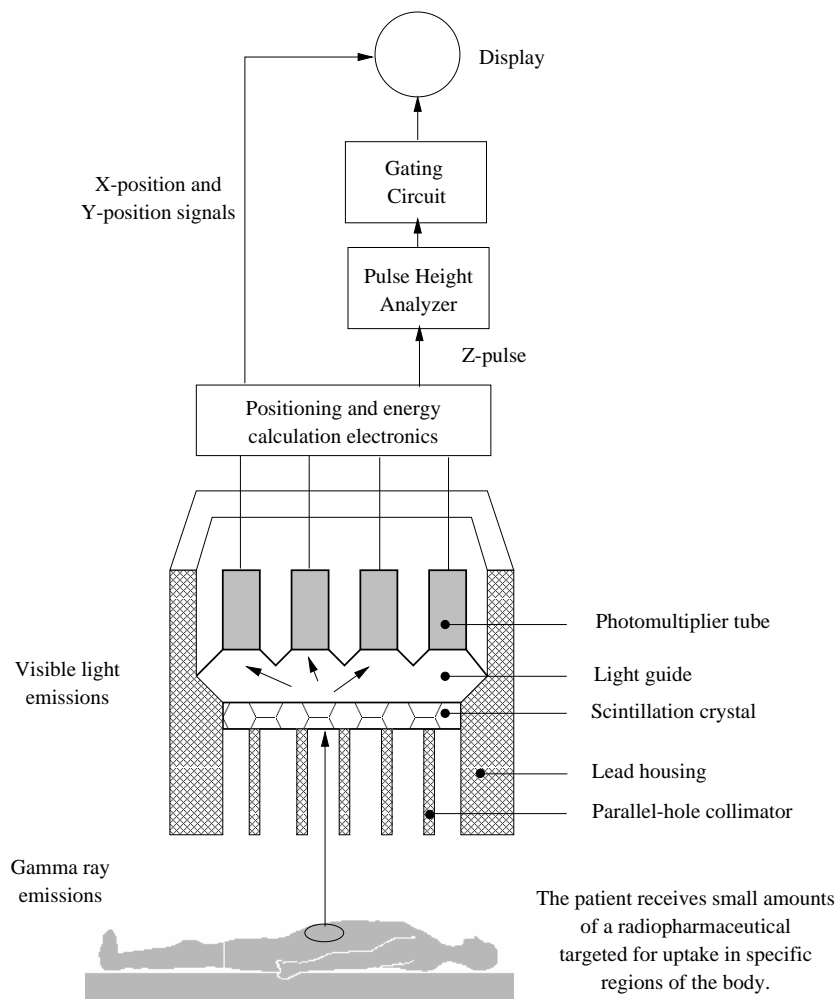 Display
Gating
Circuit
X-position and
Y-position signals
Pulse Height
Analyzer
Z-pulse
Positioning and energy
calculation electronics
Photomultiplier tube
Visible light
emissions
Light guide
Scintillation crystal
Lead housing
Parallel-hole collimator
Gamma ray
emissions
The patient receives small amounts
of a radiopharmaceutical
targeted for uptake in specific
regions of the body.